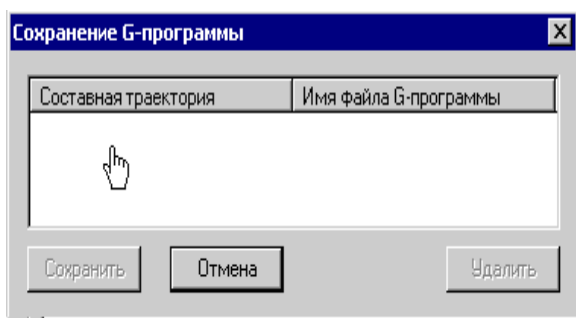 Сохранение G-программы
Составная траектория Имя файла G-программы
Сохранить Отмена Удалить